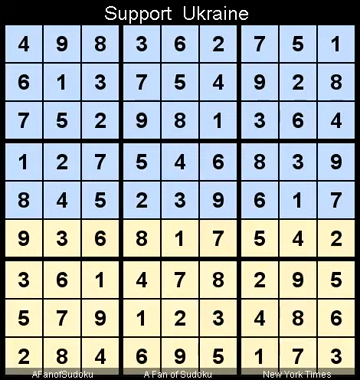 Support Ukraine
4 9 8 3 6 2 7 5 1
6 1 3 7 5 4 9 2 8
7 5 2 9 8 1 3 6 4
1 2 7 5 4 6 8 3 9
8 4 5 2 3 9 6 1 7
9 3 6 8 1 7 5 4 2
3 6 1 4 7 8 2 9 5
5 7 9 1 2 3 4 8 6
2 8 4 6 9 5 1 7 3
AFanofSudoku A Fan of Sudoku New York Times